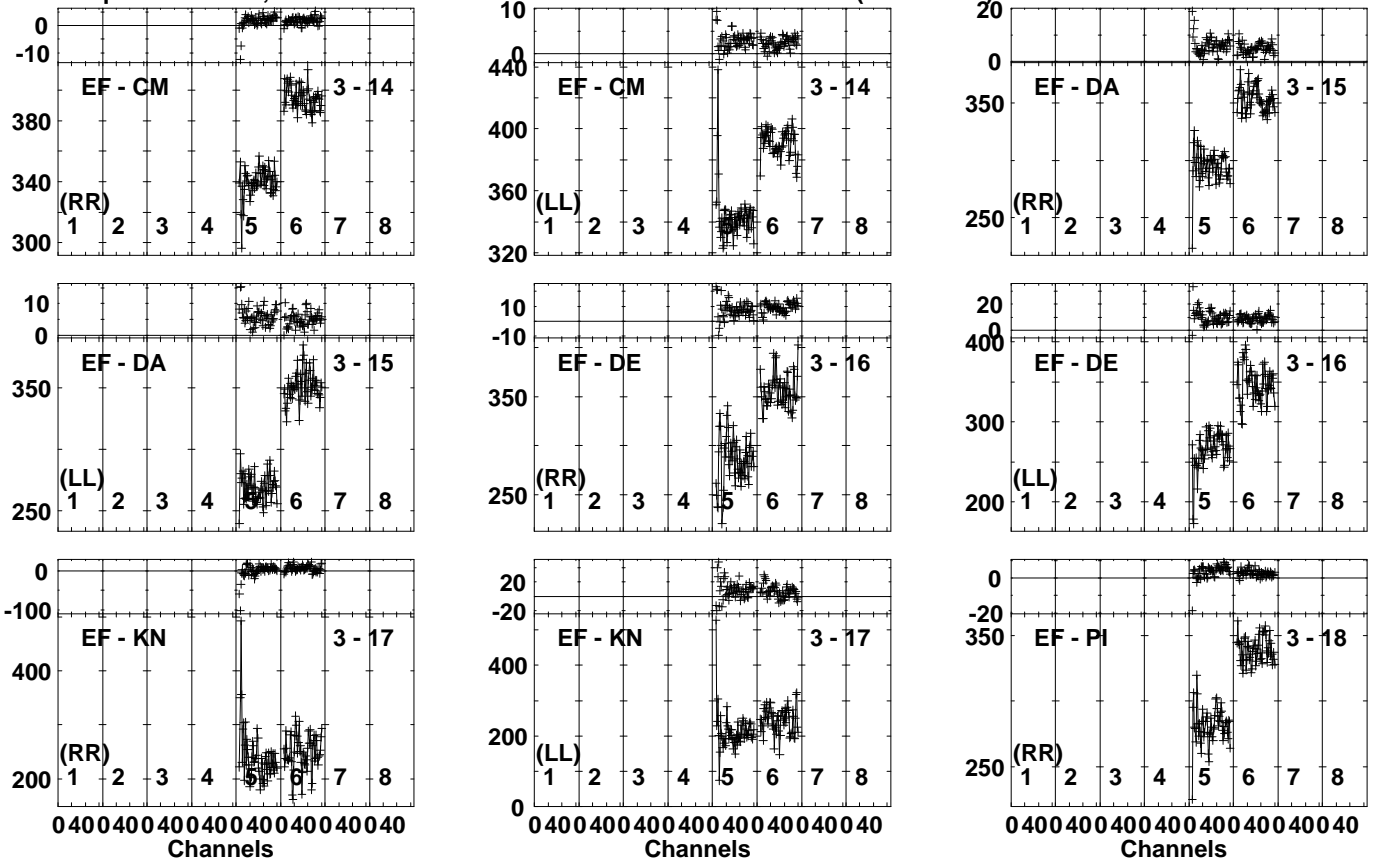 0
-10
EF - CM 3 - 14
380
340
(RR)
1 2 3 4 5 6 7 8
300
10
0
440
EF - CM 3 - 14
400
360
(LL)
1 2 3 4 5 6 7 8
320
20
0
EF - DA 3 - 15
350
(RR)
250
1 2 3 4 5 6 7 8
10
0
EF - DA 3 - 15
350
(LL)
1 2 3 4 5 6 7 8
250
10
-10
EF - DE 3 - 16
350
(RR)
250
1 2 3 4 5 6 7 8
20
0
400
EF - DE 3 - 16
300
(LL)
1 2 3 4 5 6 7 8
200
0
-100
EF - KN 3 - 17
400
(RR)
200
1 2 3 4 5 6 7 8
0 40 0 40 0 40 0 40 0 40 0 40 0 40 0 40
Channels
20
-20
EF - KN 3 - 17
400
200
(LL)
1 2 3 4 5 6 7 8
0
0 40 0 40 0 40 0 40 0 40 0 40 0 40 0 40
Channels
0
-20
350
EF - PI 3 - 18
(RR)
250
1 2 3 4 5 6 7 8
0 40 0 40 0 40 0 40 0 40 0 40 0 40 0 40
Channels